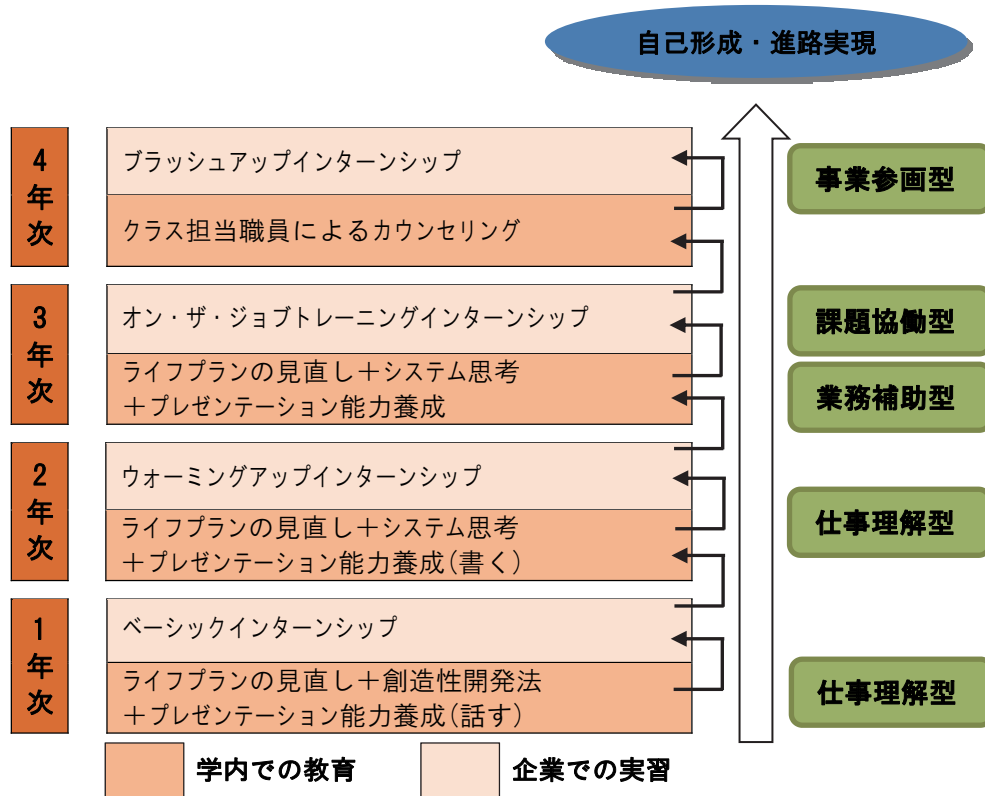 自己形成・進路実現
4年次
ブラッシュアップインターンシップ
クラス担当職員によるカウンセリング
事業参画型
3年次
オン・ザ・ジョブトレーニングインターンシップ
ライフプランの見直し＋システム思考
＋プレゼンテーション能力養成
課題協働型
業務補助型
2年次
ウォーミングアップインターンシップ
ライフプランの見直し＋システム思考
＋プレゼンテーション能力養成(書く)
仕事理解型
1年次
ベーシックインターンシップ
ライフプランの見直し＋創造性開発法
＋プレゼンテーション能力養成(話す)
仕事理解型
学内での教育
企業での実習